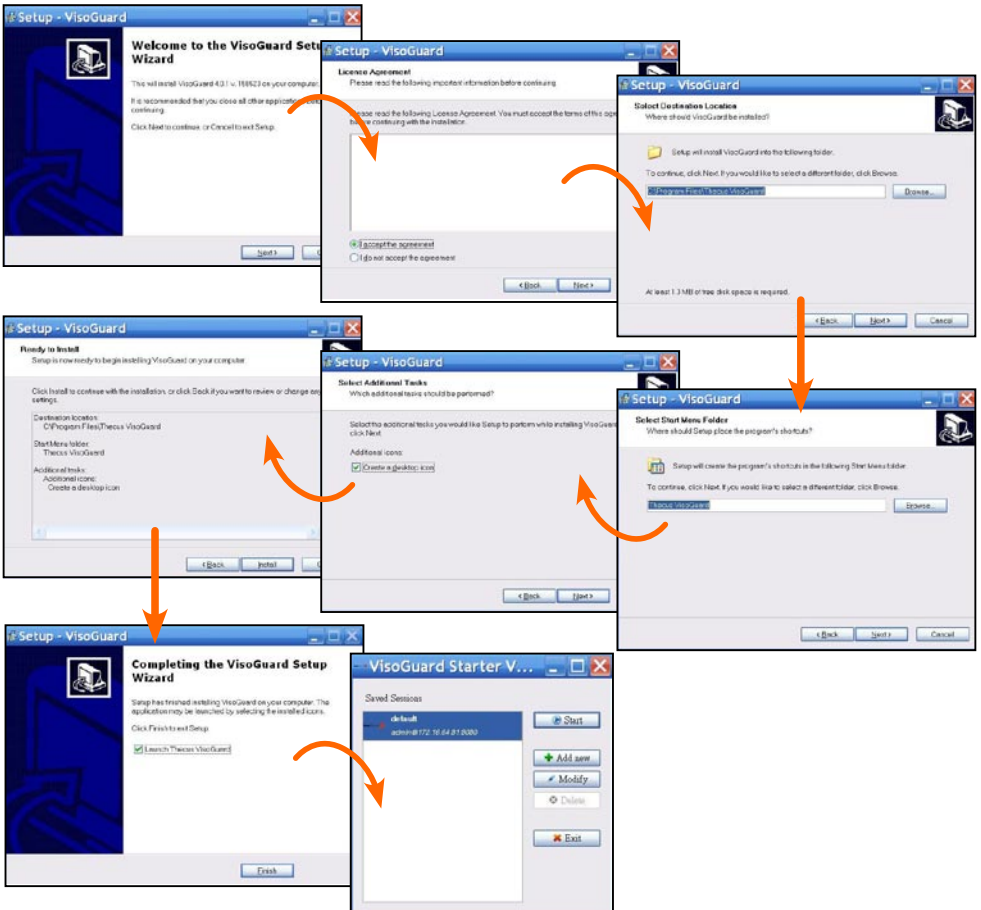 Setup - VisoGuard
Welcome to the VisoGuard Setu
Wizard
This will install VisoGuard 4.0.1 v. 188523 on your computer.
It is recommended that you close all other applications
continuing.
Click Next to continue, or Cancel to exit Setup.
Next >
Setup - VisoGuard
License Agreement
Please read the following important information before continuing.
Please read the following License Agreement. You must accept the terms of this agre
before continuing with the installation.
I accept the agreement
I do not accept the agreement
< Back Next >
Setup - VisoGuard
Select Destination Location
Where should VisoGuard be installed?
Setup will install VisoGuard into the following folder.
To continue, click Next. If you would like to select a different folder, click Browse.
C:\Program Files\Thecus VisoGuard Browse...
At least 1.3 MB of free disk space is required.
< Back Next > Cancel
Setup - VisoGuard
Select Start Menu Folder
Where should Setup place the program's shortcuts?
Setup will create the program's shortcuts in the following Start Menu folder.
To continue, click Next. If you would like to select a different folder, click Browse.
Thecus VisoGuard Browse...
< Back Next > Cancel
Setup - VisoGuard
Select Additional Tasks
Which additional tasks should be performed?
Select the additional tasks you would like Setup to perform while installing VisoGuard
click Next.
Additional icons:
Create a desktop icon
< Back Next >
Setup - VisoGuard
Ready to Install
Setup is now ready to begin installing VisoGuard on your computer.
Click Install to continue with the installation, or click Back if you want to review or change any
settings.
Destination location:
C:\Program Files\Thecus VisoGuard
Start Menu folder:
Thecus VisoGuard
Additional tasks:
Additional icons:
Create a desktop icon
< Back Install
Setup - VisoGuard
Completing the VisoGuard Setup
Wizard
Setup has finished installing VisoGuard on your computer. The
application may be launched by selecting the installed icons.
Click Finish to exit Setup.
Launch Thecus VisoGuard
Finish
VisoGuard Starter V...
Saved Sessions
default
admin@172.16.64.81:9080
Start
Add new
Modify
Delete
Exit